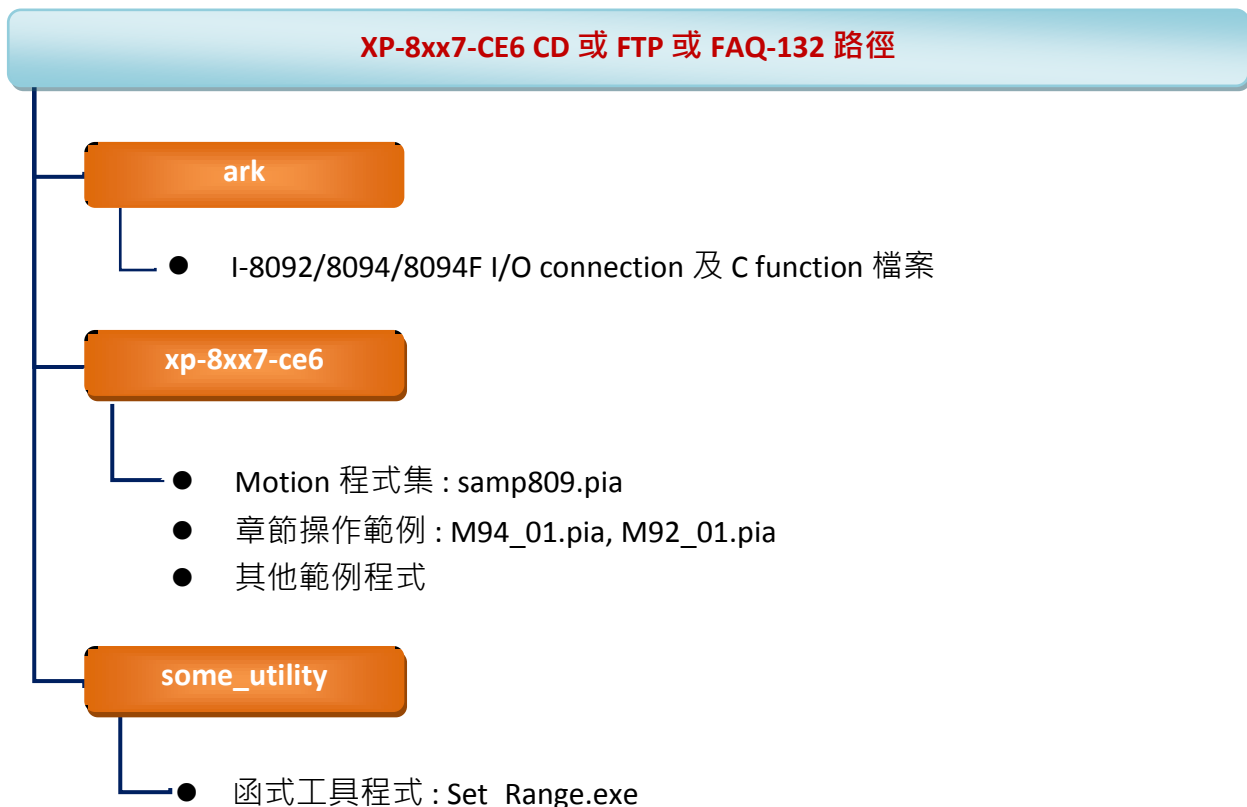 XP-8xx7-CE6 CD 或 FTP 或 FAQ-132 路徑
ark
● I-8092/8094/8094F I/O connection 及 C function 檔案
xp-8xx7-ce6
● Motion 程式集 : samp809.pia
● 章節操作範例 : M94_01.pia, M92_01.pia
● 其他範例程式
some_utility
● 函式工具程式 : Set_Range.exe